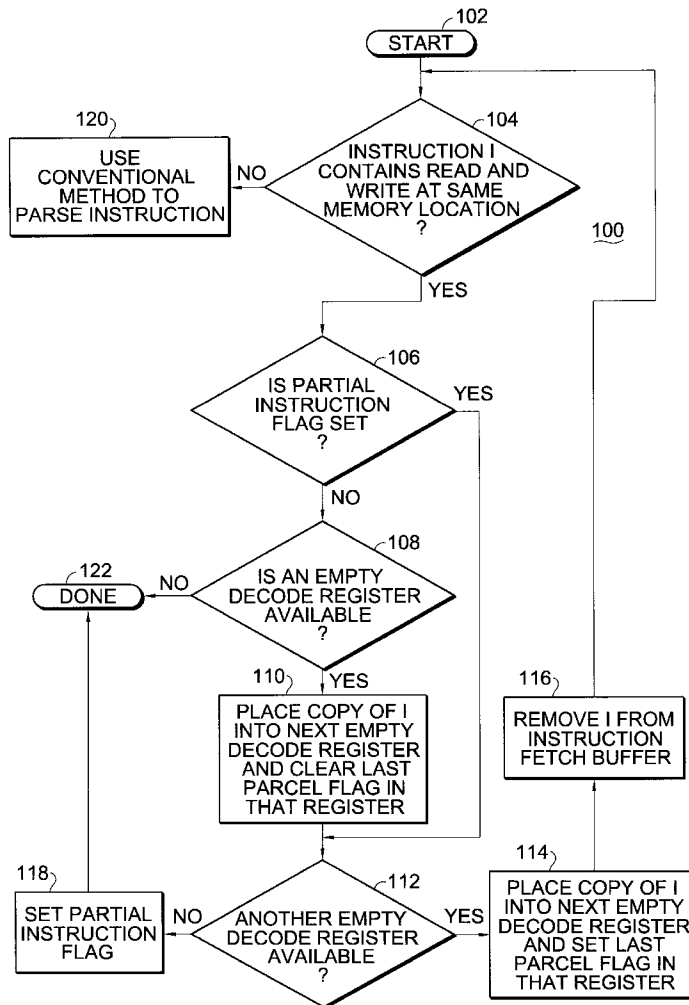 102
START
104
INSTRUCTION I
CONTAINS READ AND
WRITE AT SAME
MEMORY LOCATION
?
120
USE
CONVENTIONAL
METHOD TO
PARSE INSTRUCTION
NO
100
YES
106
IS PARTIAL
INSTRUCTION
FLAG SET
?
YES
NO
108
IS AN EMPTY
DECODE REGISTER
AVAILABLE
?
122
DONE
NO
YES
110
PLACE COPY OF I
INTO NEXT EMPTY
DECODE REGISTER
AND CLEAR LAST
PARCEL FLAG IN
THAT REGISTER
116
REMOVE I FROM
INSTRUCTION
FETCH BUFFER
118
SET PARTIAL
INSTRUCTION
FLAG
NO
112
ANOTHER EMPTY
DECODE REGISTER
AVAILABLE
?
YES
114
PLACE COPY OF I
INTO NEXT EMPTY
DECODE REGISTER
AND SET LAST
PARCEL FLAG IN
THAT REGISTER